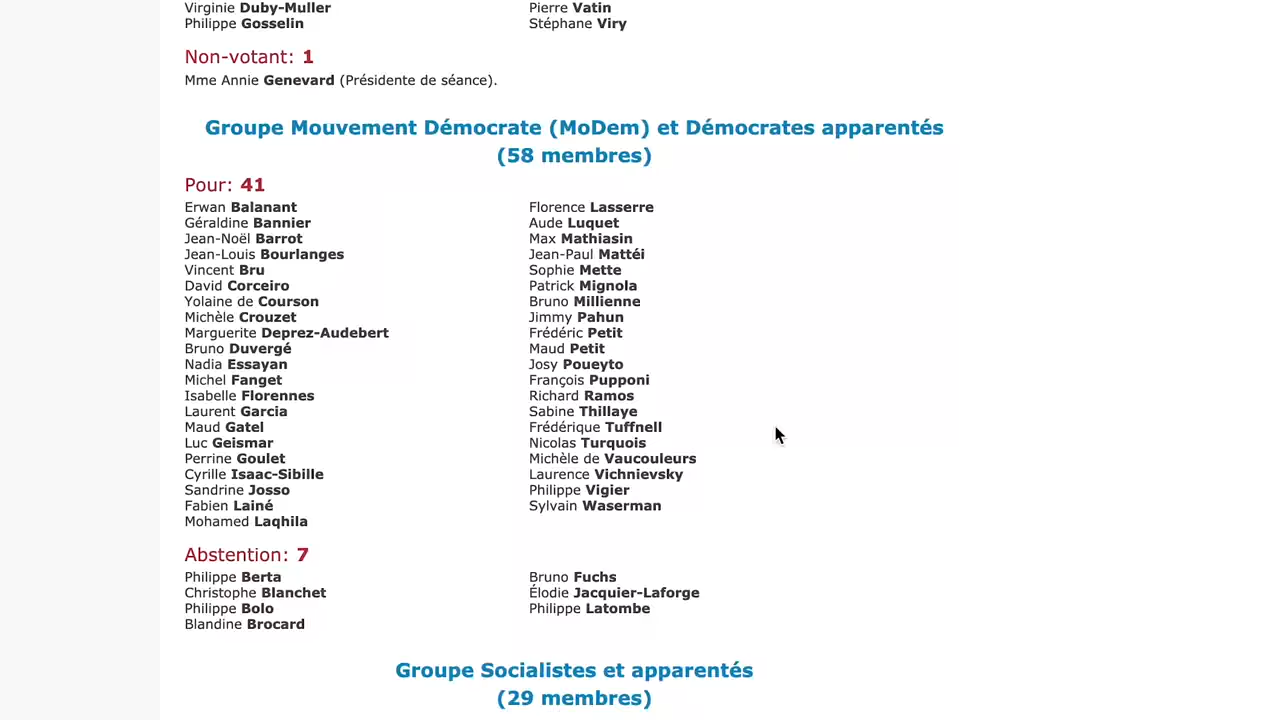 Virginie Duby-Muller
Philippe Gosselin
Pierre Vatin
Stéphane Viry
Non-votant: 1
Mme Annie Genevard (Présidente de séance).
Groupe Mouvement Démocrate (MoDem) et Démocrates apparentés
(58 membres)
Pour: 41
Erwan Balanant
Géraldine Bannier
Jean-Noël Barrot
Jean-Louis Bourlanges
Vincent Bru
David Corceiro
Yolaine de Courson
Michèle Crouzet
Marguerite Deprez-Audebert
Bruno Duvergé
Nadia Essayan
Michel Fanget
Isabelle Florennes
Laurent Garcia
Maud Gatel
Luc Geismar
Perrine Goulet
Cyrille Isaac-Sibille
Sandrine Josso
Fabien Lainé
Mohamed Laqhila
Florence Lasserre
Aude Luquet
Max Mathiasin
Jean-Paul Mattéi
Sophie Mette
Patrick Mignola
Bruno Millienne
Jimmy Pahun
Frédéric Petit
Maud Petit
Josy Poueyto
François Pupponi
Richard Ramos
Sabine Thillaye
Frédérique Tuffnell
Nicolas Turquois
Michèle de Vaucouleurs
Laurence Vichnievsky
Philippe Vigier
Sylvain Waserman
Abstention: 7
Philippe Berta
Christophe Blanchet
Philippe Bolo
Blandine Brocard
Bruno Fuchs
Élodie Jacquier-Laforge
Philippe Latombe
Groupe Socialistes et apparentés
(29 membres)